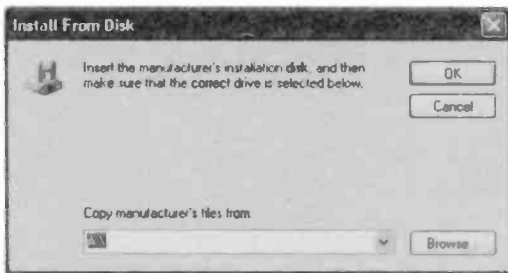 Install From Disk
Insert the manufacturer's installation disk, and then
make sure that the correct drive is selected below.
OK
Cancel
Copy manufacturer's files from:
Browse...